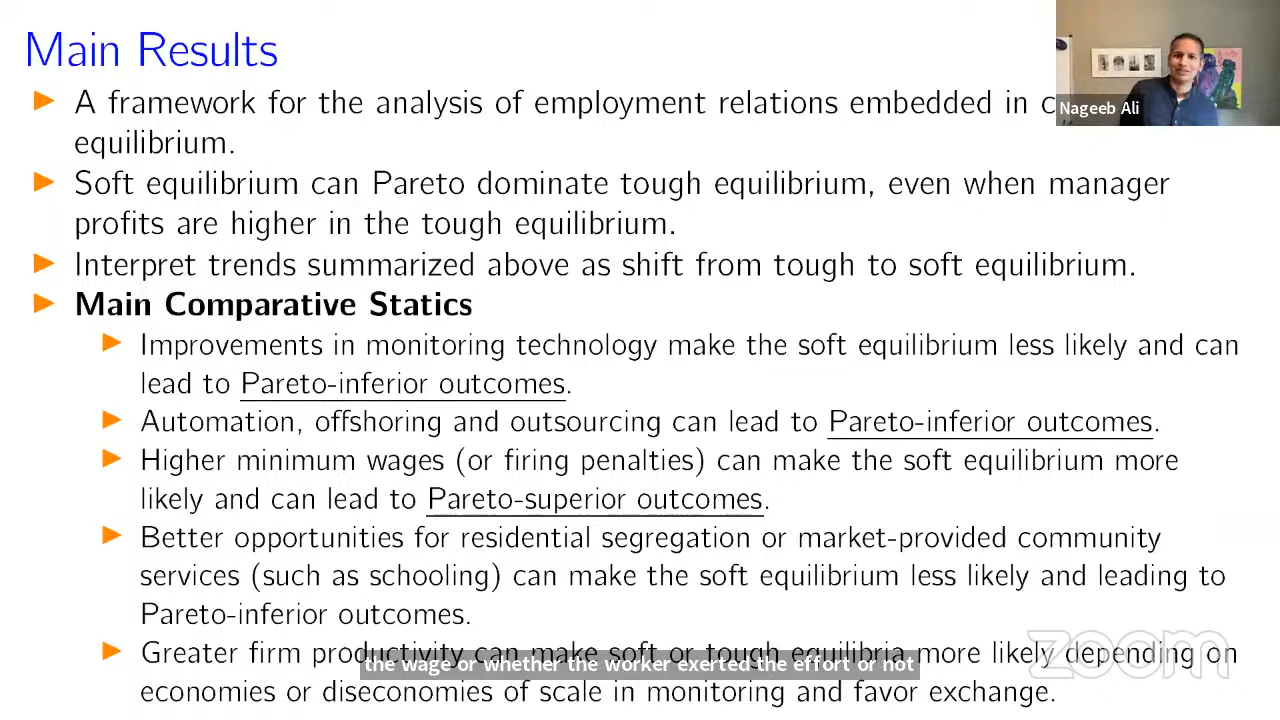 Main Results
A framework for the analysis of employment relations embedded in c
equilibrium.
Nageeb Ali
Soft equilibrium can Pareto dominate tough equilibrium, even when manager
profits are higher in the tough equilibrium.
Interpret trends summarized above as shift from tough to soft equilibrium.
Main Comparative Statics
Improvements in monitoring technology make the soft equilibrium less likely and can
lead to Pareto-inferior outcomes.
Automation, offshoring and outsourcing can lead to Pareto-inferior outcomes.
Higher minimum wages (or firing penalties) can make the soft equilibrium more
likely and can lead to Pareto-superior outcomes.
Better opportunities for residential segregation or market-provided community
services (such as schooling) can make the soft equilibrium less likely and leading to
Pareto-inferior outcomes.
Greater firm productivity can make soft or tough equilibria more likely depending on
the wage or whether the worker exerted the effort or not
economies or diseconomies of scale in monitoring and favor exchange.
zoom